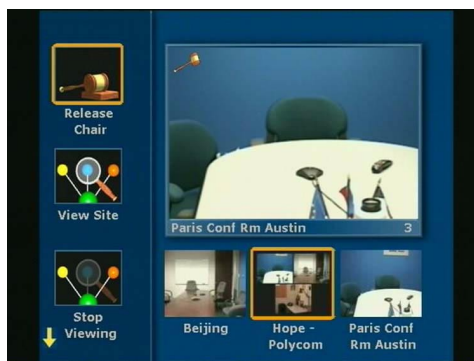 Release
Chair
View Site
Stop
Viewing
Paris Conf Rm Austin 3
Beijing
Hope -
Polycom
Paris Conf
Rm Austin